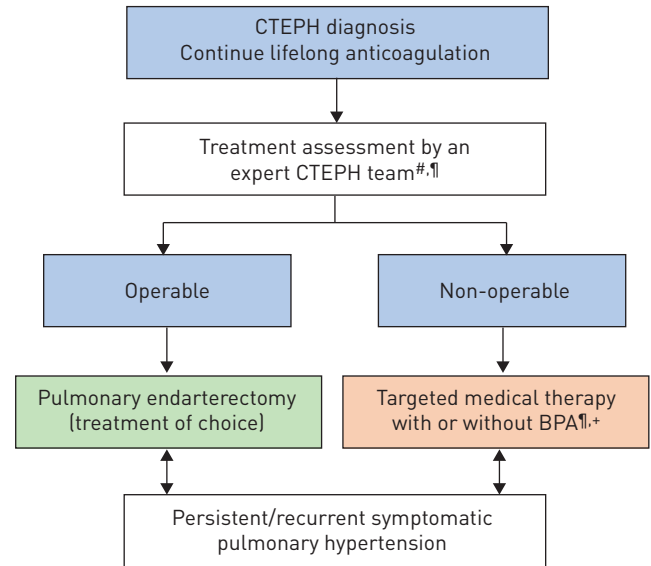 CTEPH diagnosis
Continue lifelong anticoagulation
Treatment assessment by an
expert CTEPH team#,¶
Operable
Non-operable
Pulmonary endarterectomy
(treatment of choice)
Targeted medical therapy
with or without BPA¶,+
Persistent/recurrent symptomatic
pulmonary hypertension